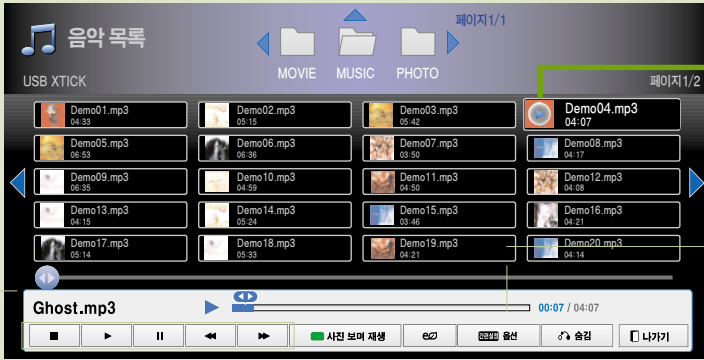 음악 목록
페이지1/1
MOVIE MUSIC PHOTO
USB XTICK
페이지1/2
Demo01.mp3
04:33
Demo02.mp3
05:15
Demo03.mp3
05:42
Demo04.mp3
04:07
Demo05.mp3
06:53
Demo06.mp3
06:36
Demo07.mp3
03:50
Demo08.mp3
04:17
Demo09.mp3
06:35
Demo10.mp3
04:59
Demo11.mp3
04:50
Demo12.mp3
04:08
Demo13.mp3
04:15
Demo14.mp3
05:24
Demo15.mp3
03:46
Demo16.mp3
04:21
Demo17.mp3
05:14
Demo18.mp3
05:33
Demo19.mp3
04:21
Demo20.mp3
04:14
Ghost.mp3
00:07 / 04:07
사진 보며 재생
간편설정 옵션
숨김
나가기